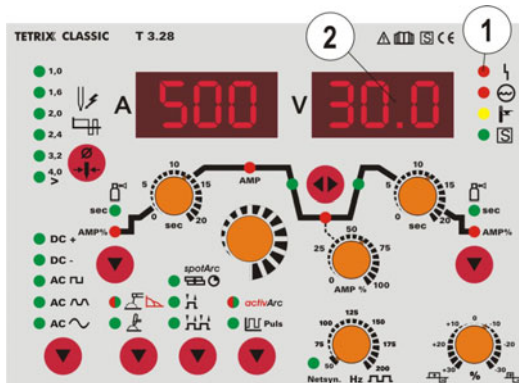 TETRIX CLASSIC T 3.28
S CE
2
1
A 500 V 30.0
S
1,0
1,6
2,0
2,4
3,2
4,0
>
Ø
sec
AMP%
0 5 10 15 20
sec
AMP
0 25 50 75 100
AMP %
0 5 10 15 20
sec
sec
AMP%
DC +
DC -
AC
AC
AC
spotArc
activArc
Puls
50 75 100 125 150 175 200
Netsyn. Hz
+30 +20 +10 0 -10 -20 -30
%